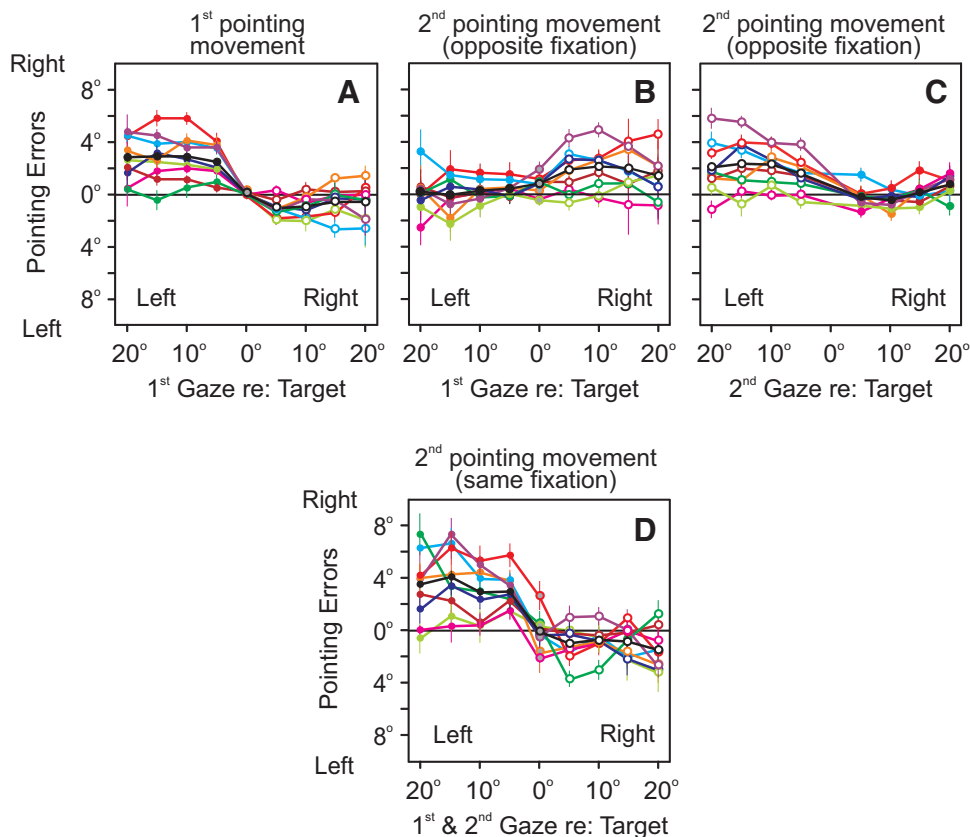 1st pointing movement
2nd pointing movement
(opposite fixation)
2nd pointing movement
(opposite fixation)
Right
A
B
C
Pointing Errors
8°
4°
0°
4°
8°
Left
Right
Left
Right
Left
Right
Left
20°
10°
0°
10°
20°
20°
10°
0°
10°
20°
20°
10°
0°
10°
20°
1st Gaze re: Target
1st Gaze re: Target
2nd Gaze re: Target
2nd pointing movement
(same fixation)
Right
D
Pointing Errors
8°
4°
0°
4°
8°
Left
Right
Left
20°
10°
0°
10°
20°
1st & 2nd Gaze re: Target